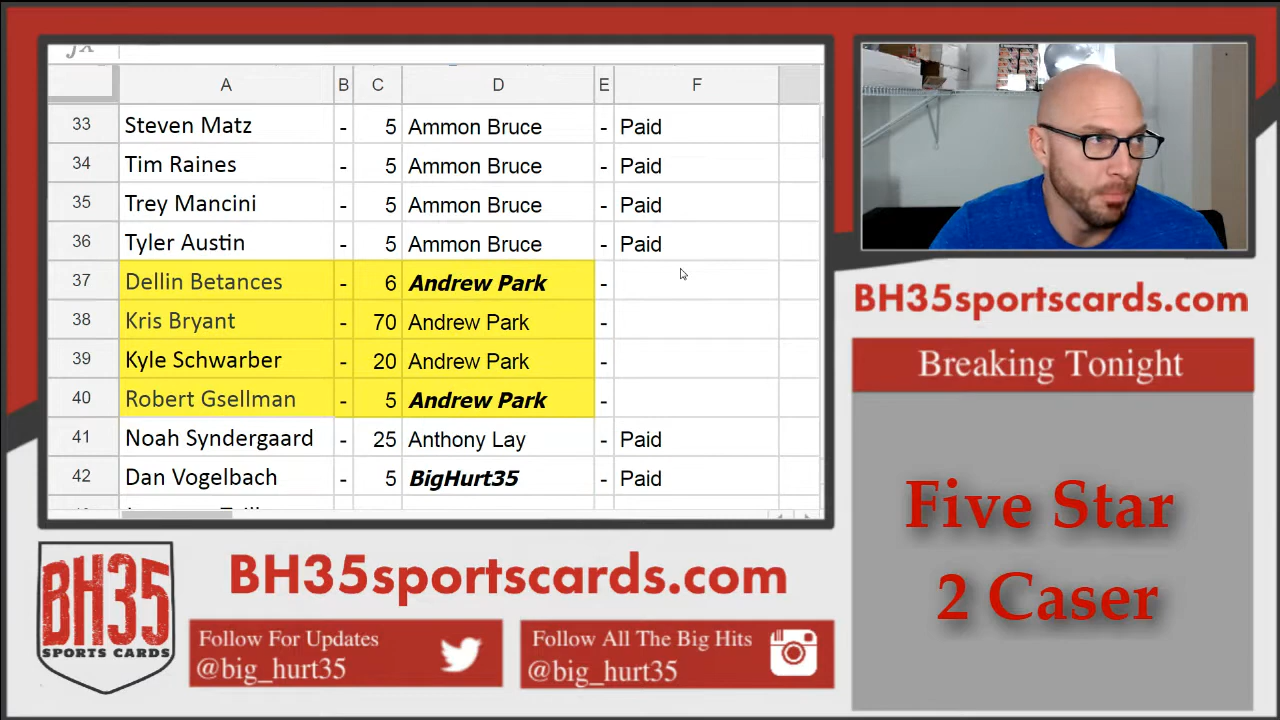 A B C D E F
33 Steven Matz - 5 Ammon Bruce - Paid
34 Tim Raines - 5 Ammon Bruce - Paid
35 Trey Mancini - 5 Ammon Bruce - Paid
36 Tyler Austin - 5 Ammon Bruce - Paid
37 Dellin Betances - 6 Andrew Park -
38 Kris Bryant - 70 Andrew Park -
39 Kyle Schwarber - 20 Andrew Park -
40 Robert Gsellman - 5 Andrew Park -
41 Noah Syndergaard - 25 Anthony Lay - Paid
42 Dan Vogelbach - 5 BigHurt35 - Paid
BH35sportscards.com
Breaking Tonight
Five Star
2 Caser
BH35
SPORTS CARDS
BH35sportscards.com
Follow For Updates
@big_hurt35
Follow All The Big Hits
@big_hurt35